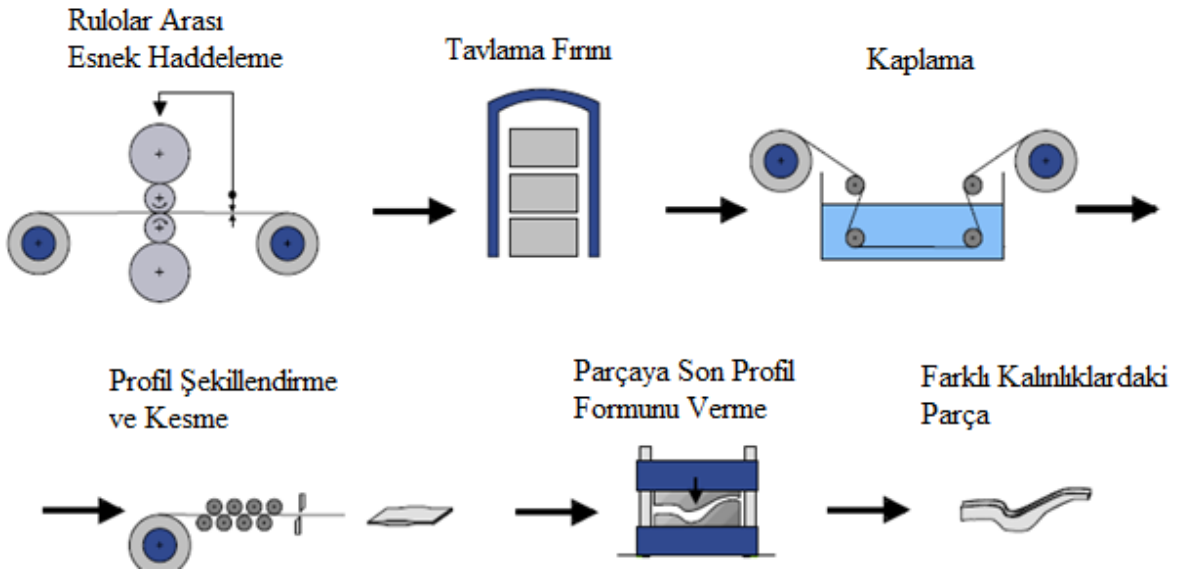 Rulolar Arası
Esnek Haddeleme
Tavlama Fırını
Kaplama
Profil Şekillendirme
ve Kesme
Parçaya Son Profil
Formunu Verme
Farklı Kalınlıklardaki
Parça